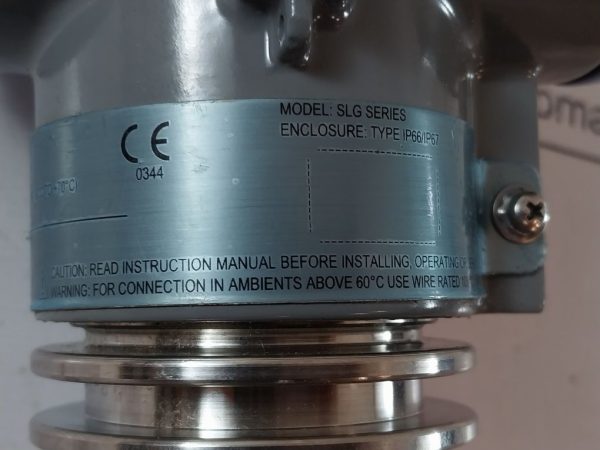 MODEL: SLG SERIES
ENCLOSURE: TYPE IP66/IP67
CE
0344
+70°C)
CAUTION: READ INSTRUCTION MANUAL BEFORE INSTALLING, OPERATING
WARNING: FOR CONNECTION IN AMBIENTS ABOVE 60°C USE WIRE RATED